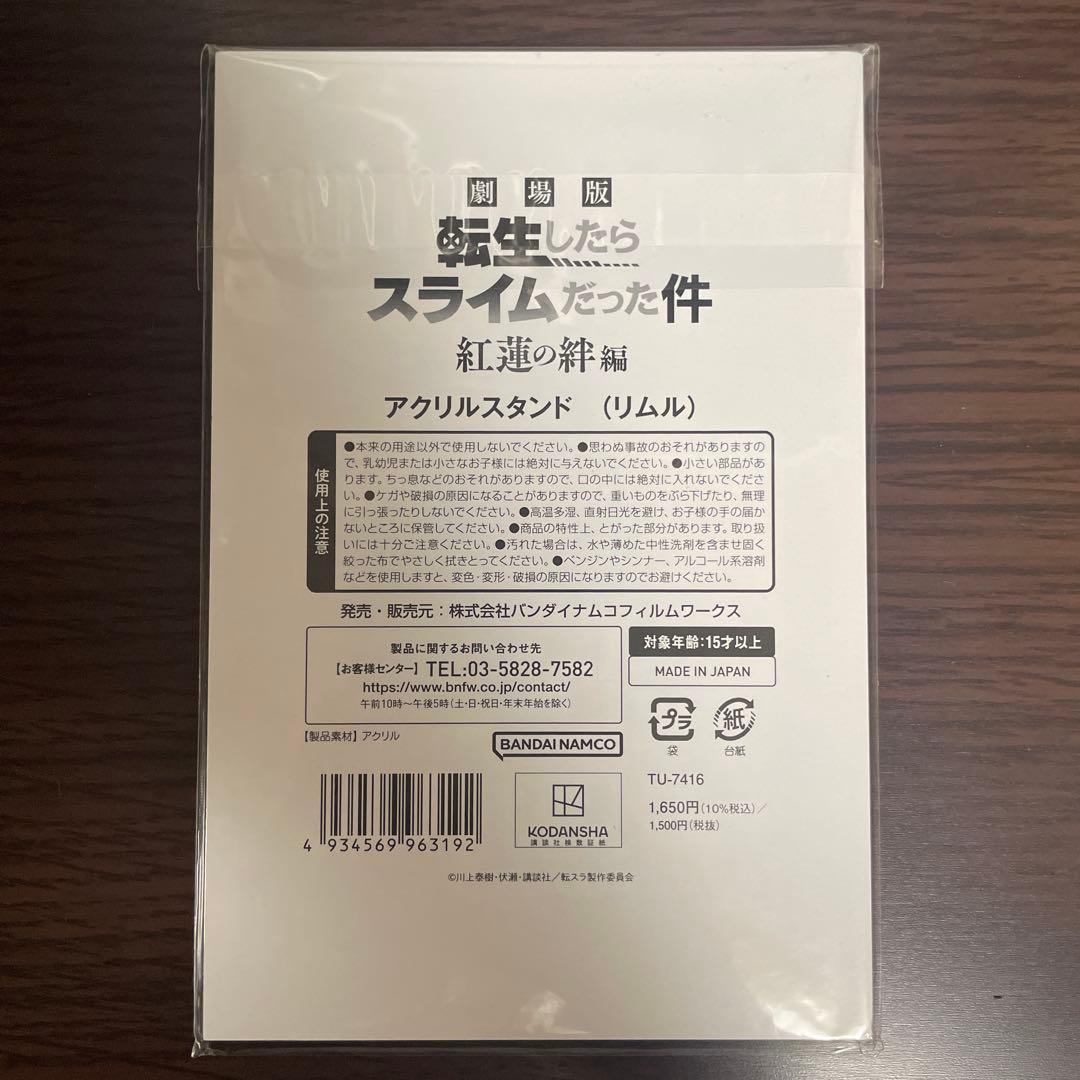 劇場版
転生したら
スライムだった件
紅蓮の絆編
アクリルスタンド （リムル）
使用上の注意
●本来の用途以外で使用しないでください。●思わぬ事故のおそれがありますの
で、乳幼児または小さなお子様には絶対に与えないでください。●小さい部品があ
ります。ちっ息などのおそれがありますので、口の中には絶対に入れないでくださ
い。●ケガや破損の原因になることがありますので、重いものをぶら下げたり、無理
に引っ張ったりしないでください。●高温多湿、直射日光を避け、お子様の手の届か
ないところに保管してください。●商品の特性上、とがった部分があります。取り扱
いには十分ご注意ください。●汚れた場合は、水や薄めた中性洗剤を含ませ固く
絞った布でやさしく拭きとってください。●ベンジンやシンナー、アルコール系溶剤
などを使用しますと、変色・変形・破損の原因になりますのでお避けください。
発売・販売元：株式会社バンダイナムコフィルムワークス
製品に関するお問い合わせ先
【お客様センター】TEL:03-5828-7582
https://www.bnfw.co.jp/contact/
午前10時～午後5時（土・日・祝日・年末年始を除く）
対象年齢：15才以上
MADE IN JAPAN
プラ
袋
紙
台紙
【製品素材】アクリル
BANDAI NAMCO
TU-7416
1,650円（10%税込）／
1,500円（税抜）
KODANSHA
講談社検数証紙
4 934569 963192
©川上泰樹・伏瀬・講談社／転スラ製作委員会